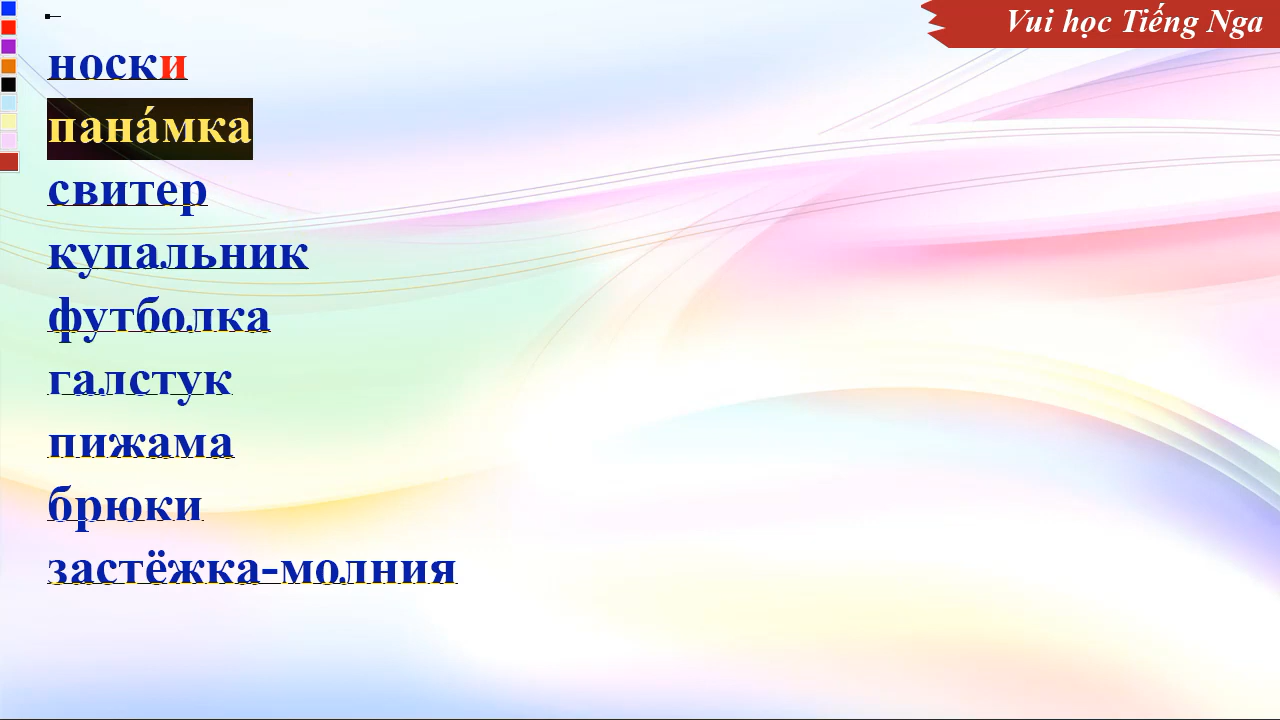 Vui học Tiếng Nga
носки
пана́мка
свитер
купальник
футболка
галстук
пижама
брюки
застёжка-молния